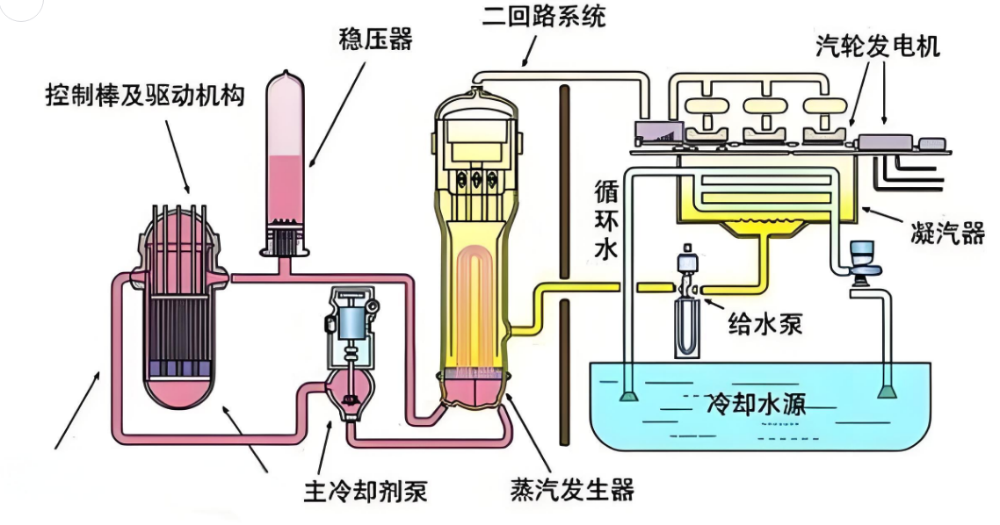 二回路系统
稳压器
汽轮发电机
控制棒及驱动机构
循环水
凝汽器
给水泵
冷却水源
主冷却剂泵
蒸汽发生器